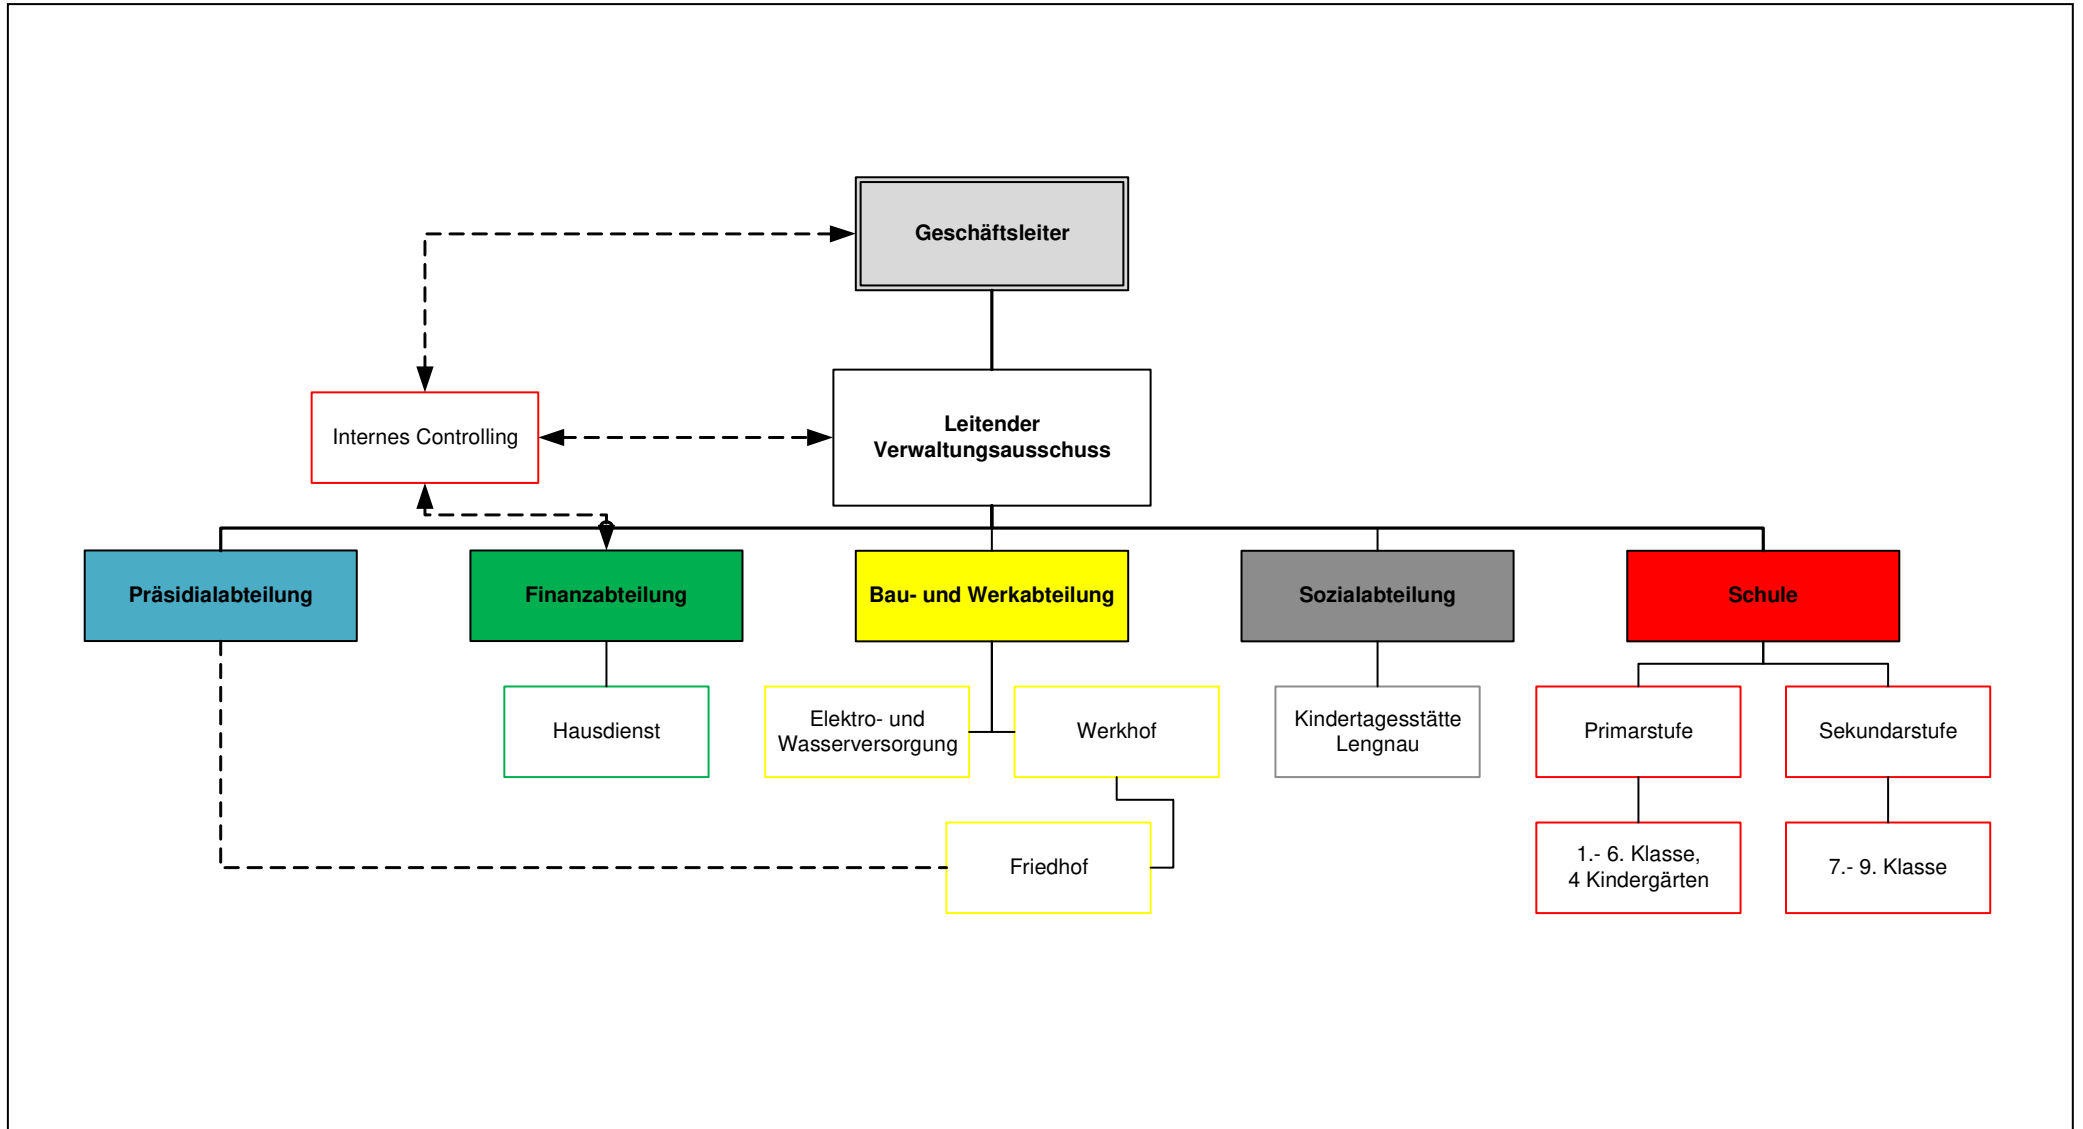 Geschäftsleiter
Internes Controlling
Leitender
Verwaltungsausschuss
Präsidialabteilung
Finanzabteilung
Bau- und Werkabteilung
Sozialabteilung
Schule
Hausdienst
Elektro- und
Wasserversorgung
Werkhof
Kindertagesstätte
Lengnau
Primarstufe
Sekundarstufe
Friedhof
1.- 6. Klasse,
4 Kindergärten
7.- 9. Klasse